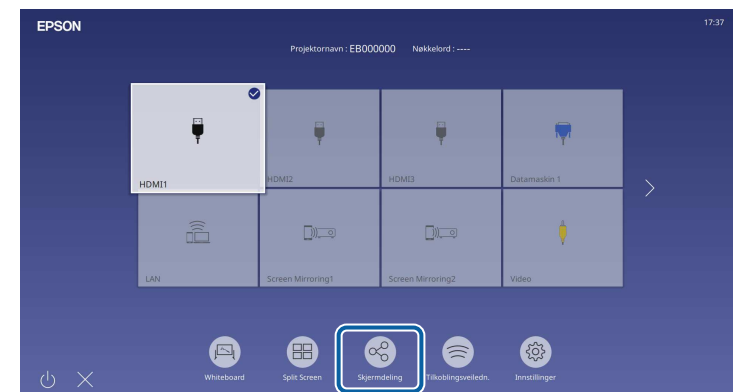 EPSON
17:37
Projektornavn : EB000000 Nøkkelord : ----
HDMI1
HDMI2
HDMI3
Datamaskin 1
LAN
Screen Mirroring1
Screen Mirroring2
Video
Whiteboard
Split Screen
Skjermdeling
Tilkoblingsveiledn.
Innstillinger